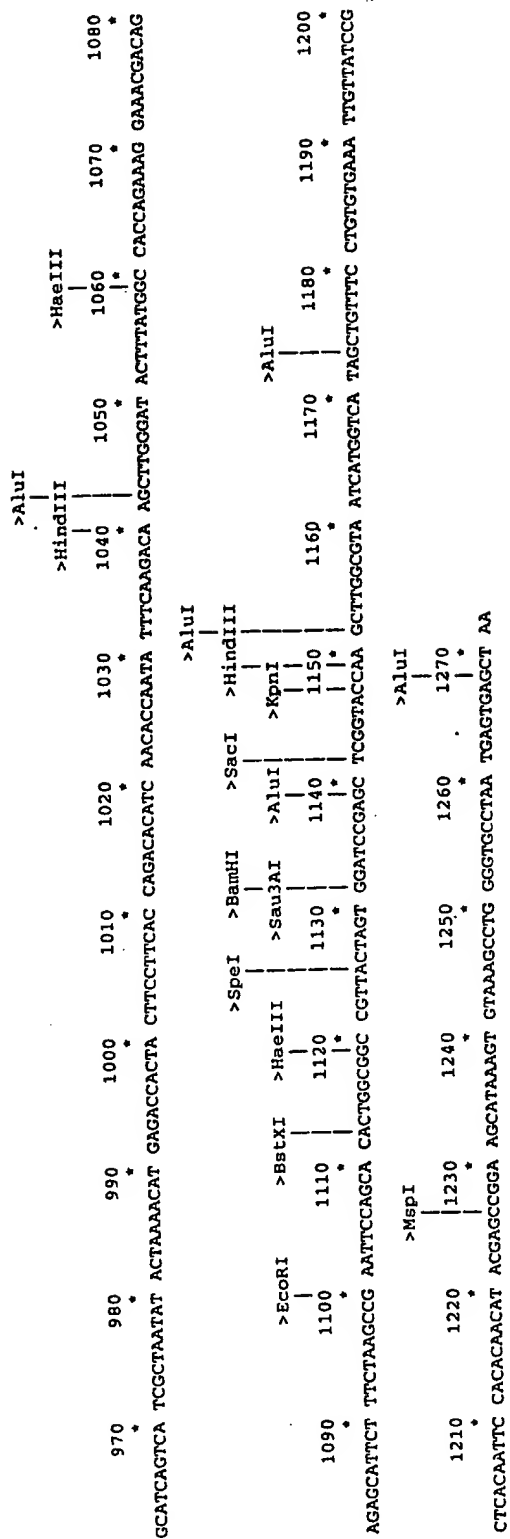 >AluI
>HindIII >HaeIII
970 980 990 1000 1010 1020 1030 1040 1050 1060 1070 1080
* * * * * * * * * * * *
GCATCAGTCA TCGCTAATAT ACTAAAACAT GAGACCACTA CTTCCTTCAC CAGACACATC AACACCAATA TTTCAAGACA AGCTTGGGAT ACTTTATGGC CACCAGAAAG GAAACGACAG
>AluI
>SpeI >BamHI >SacI >HindIII
>EcoRI >BstXI >HaeIII >Sau3AI >AluI >KpnI >AluI
1090 1100 1110 1120 1130 1140 1150 1160 1170 1180 1190 1200
* * * * * * * * * * * *
AGAGCATTCT TTCTAAGCCG AATTCCAGCA CACTGGCGGC CGTTACTAGT GGATCCGAGC TCGGTACCAA GCTTGGCGTA ATCATGGTCA TAGCTGTTTC CTGTGTGAAA TTGTTATCCG
>MspI >AluI
1210 1220 1230 1240 1250 1260 1270
* * * * * * *
CTCACAATTC CACACAACAT ACGAGCCGGA AGCATAAAGT GTAAAGCCTG GGGTGCCTAA TGAGTGAGCT AA